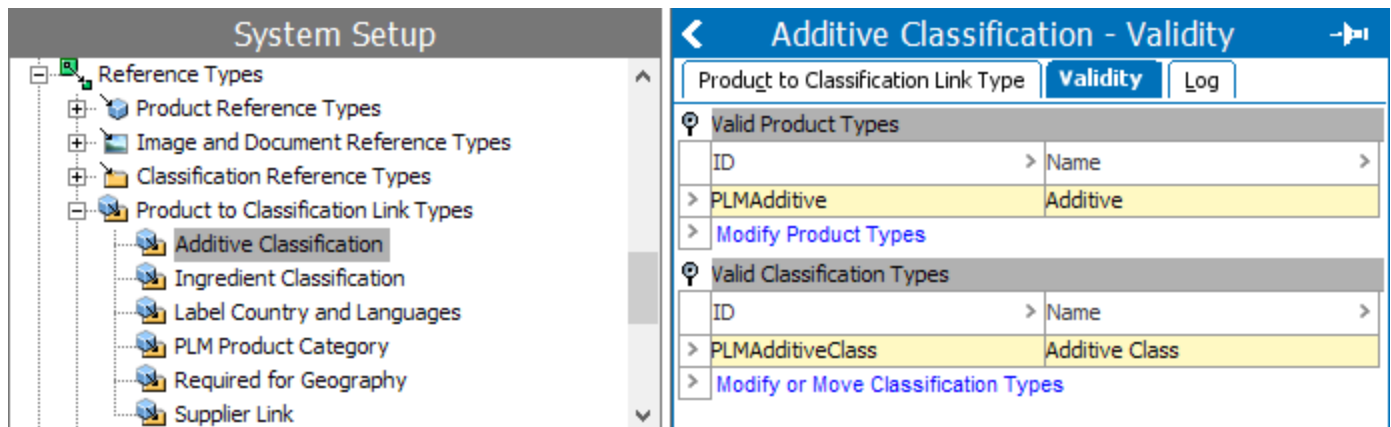 System Setup
Reference Types
Product Reference Types
Image and Document Reference Types
Classification Reference Types
Product to Classification Link Types
Additive Classification
Ingredient Classification
Label Country and Languages
PLM Product Category
Required for Geography
Supplier Link
Additive Classification - Validity
Product to Classification Link Type Validity Log
Valid Product Types
ID > Name >
> PLMAdditive Additive
> Modify Product Types
Valid Classification Types
ID > Name >
> PLMAdditiveClass Additive Class
> Modify or Move Classification Types